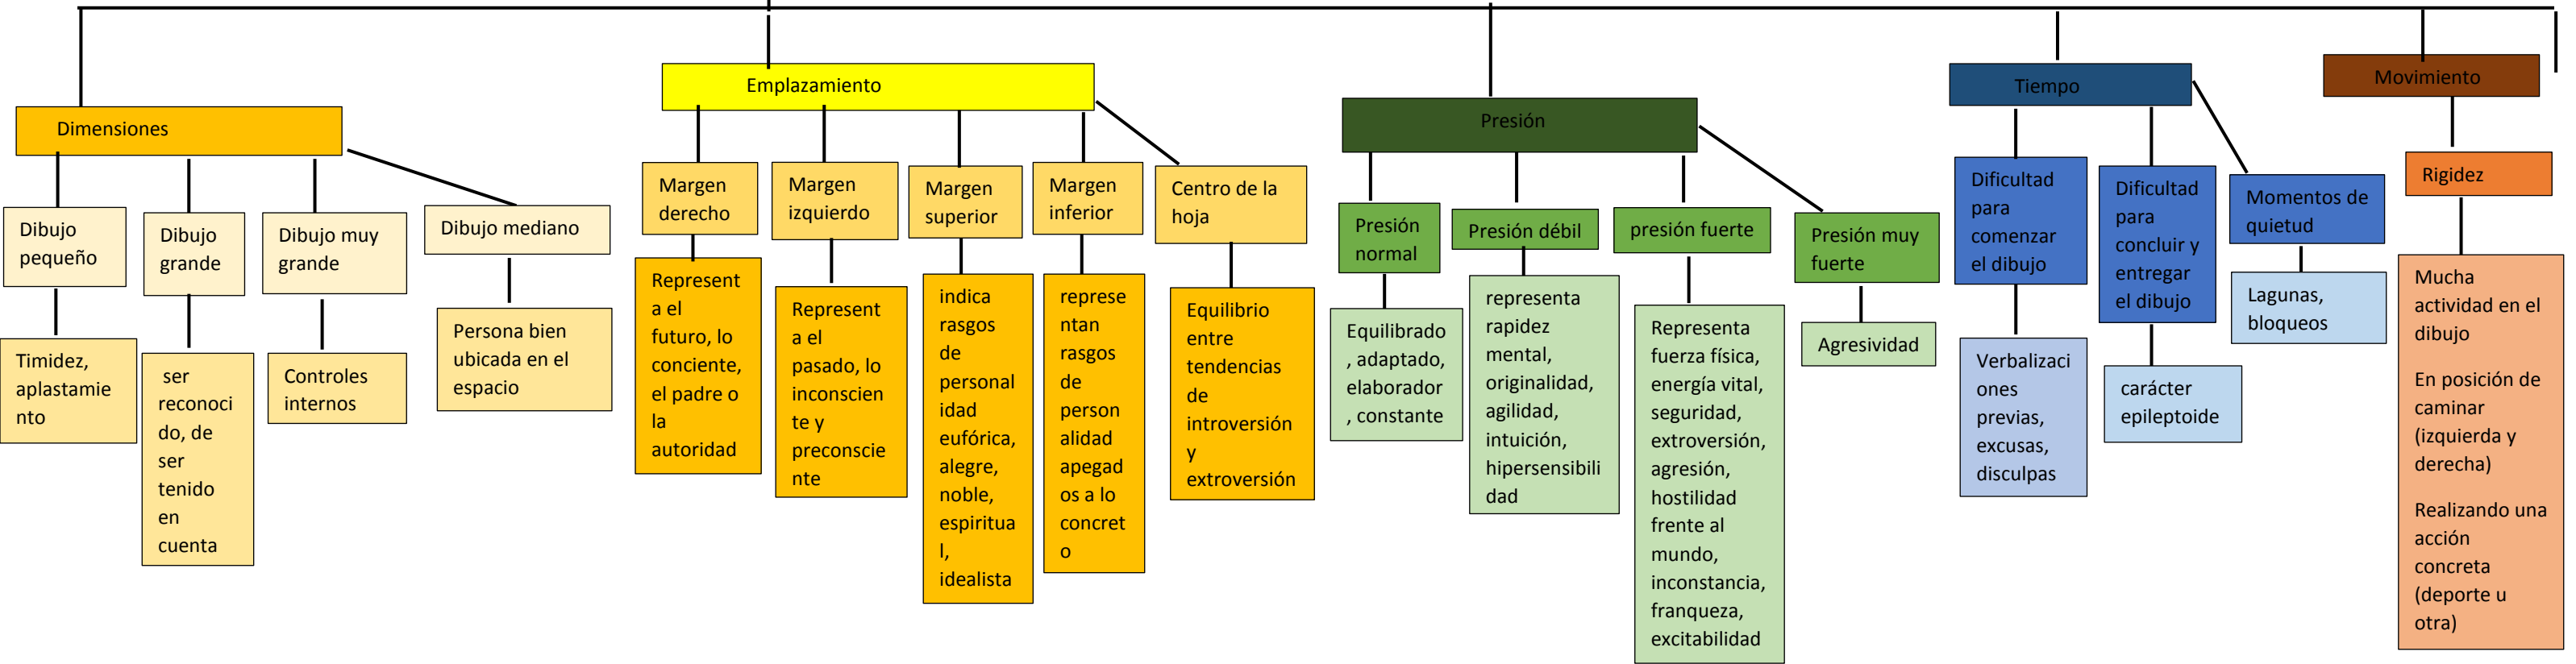 Dimensiones
Dibujo
pequeño
Timidez,
aplastamie
nto
Dibujo
grande
ser
reconoci
do, de
ser
tenido
en
cuenta
Dibujo muy
grande
Controles
internos
Dibujo mediano
Persona bien
ubicada en el
espacio
Emplazamiento
Margen
derecho
Represent
a el
futuro, lo
conciente,
el padre o
la
autoridad
Margen
izquierdo
Represent
a el
pasado, lo
inconscien
te y
preconscie
nte
Margen
superior
indica
rasgos
de
personal
idad
eufórica,
alegre,
noble,
espiritua
l,
idealista
Margen
inferior
represe
ntan
rasgos
de
person
alidad
apegad
os a lo
concret
o
Centro de la
hoja
Equilibrio
entre
tendencias
de
introversión
y
extroversión
Presión
Presión
normal
Equilibrado
, adaptado,
elaborador
, constante
Presión débil
representa
rapidez
mental,
originalidad,
agilidad,
intuición,
hipersensibili
dad
presión fuerte
Representa
fuerza física,
energía vital,
seguridad,
extroversión,
agresión,
hostilidad
frente al
mundo,
inconstancia,
franqueza,
excitabilidad
Presión muy
fuerte
Agresividad
Tiempo
Dificultad
para
comenzar
el dibujo
Verbalizaci
ones
previas,
excusas,
disculpas
Dificultad
para
concluir y
entregar
el dibujo
carácter
epileptoide
Momentos de
quietud
Lagunas,
bloqueos
Movimiento
Rigidez
Mucha
actividad en el
dibujo
En posición de
caminar
(izquierda y
derecha)
Realizando una
acción
concreta
(deporte u
otra)